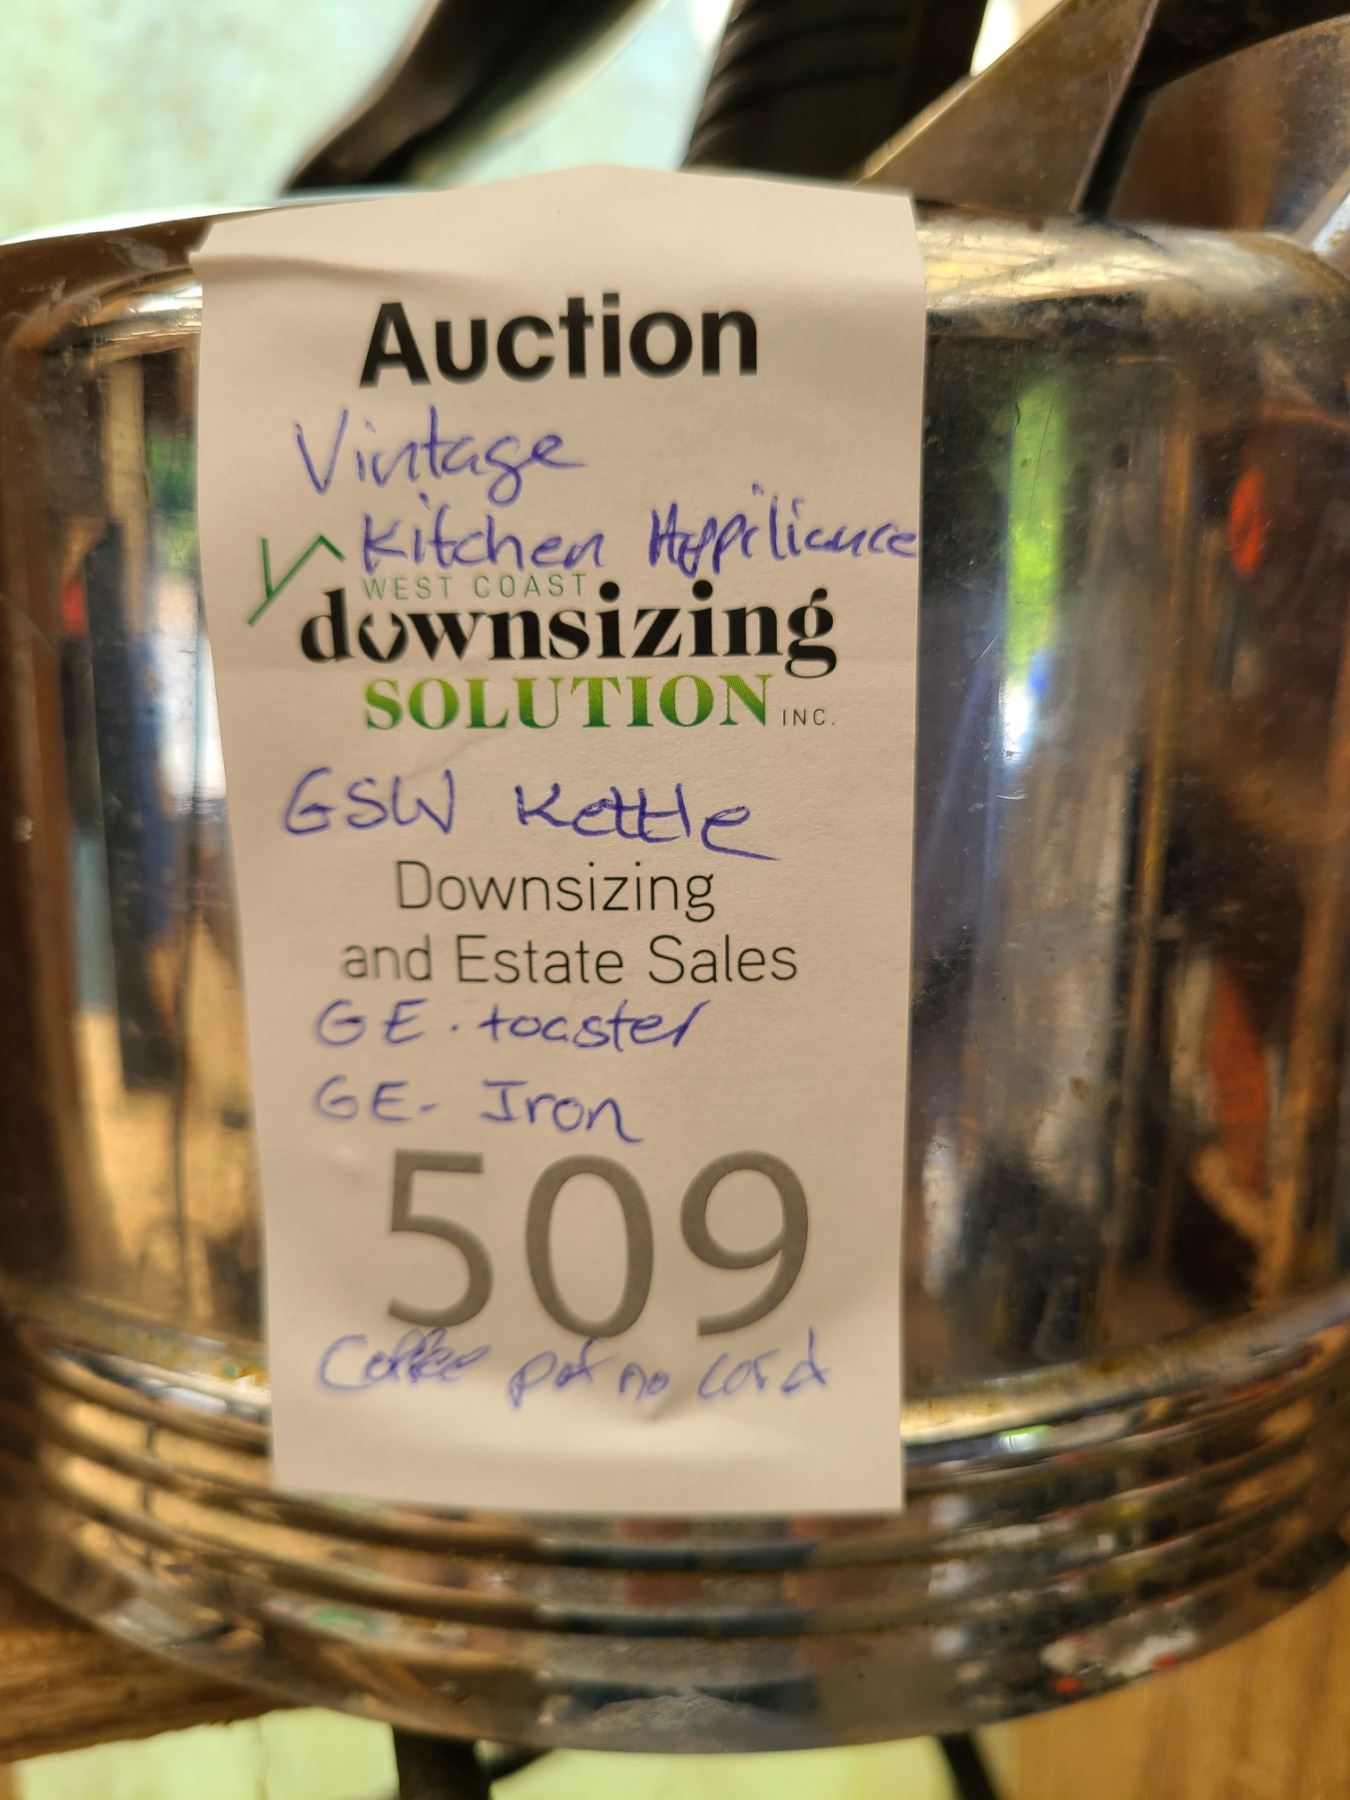 Auction
Vintage
Kitchen Appriliance
WEST COAST
downsizing
SOLUTION INC.
GSW Kettle
Downsizing
and Estate Sales
GE. toaster
GE- Iron
509
Coffee pot no cord